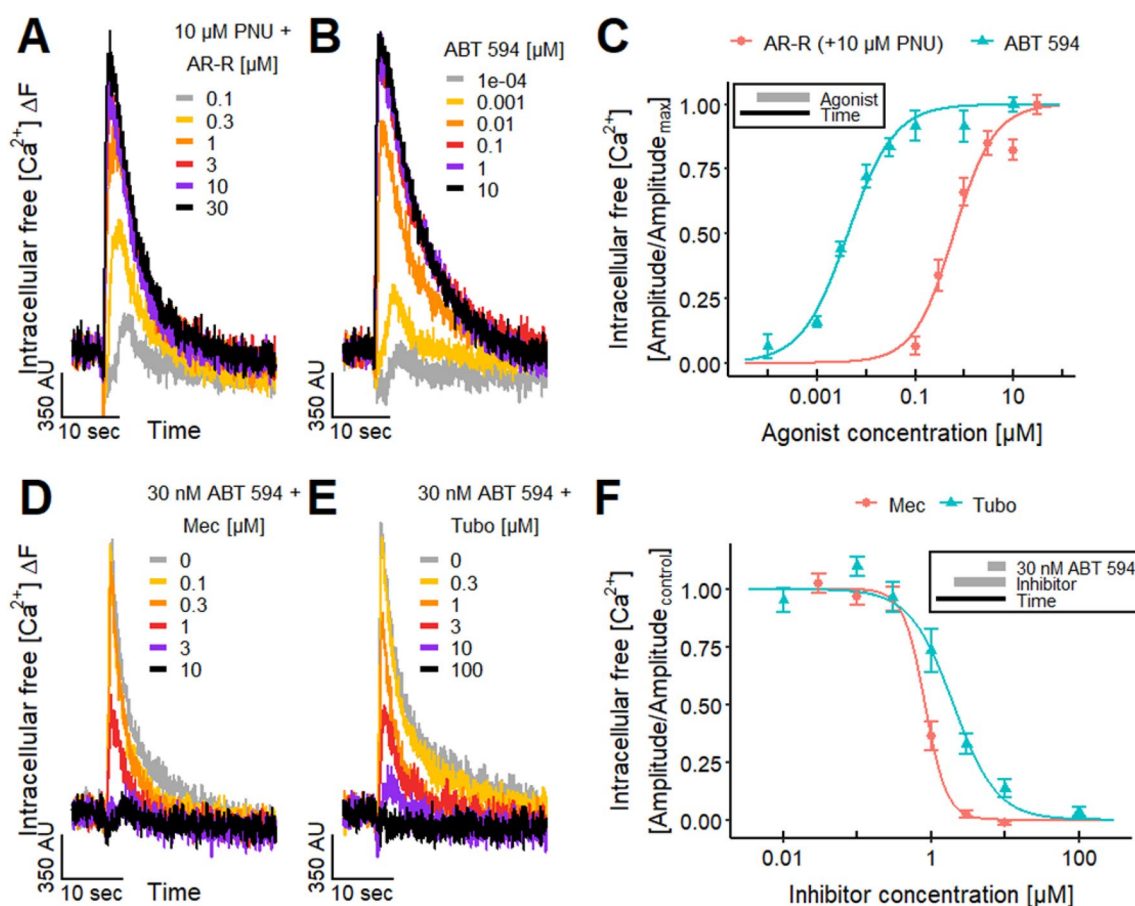 A
10 µM PNU +
AR-R [µM]
0.1
0.3
1
3
10
30
Intracellular free [Ca²⁺] ΔF
350 AU
10 sec
Time
B
ABT 594 [µM]
1e-04
0.001
0.01
0.1
1
10
350 AU
10 sec
C
AR-R (+10 µM PNU)
ABT 594
Agonist
Time
Intracellular free [Ca²⁺]
[Amplitude/Amplitudemax]
1.00
0.75
0.50
0.25
0.00
0.001
0.1
10
Agonist concentration [µM]
D
30 nM ABT 594 +
Mec [µM]
0
0.1
0.3
1
3
10
Intracellular free [Ca²⁺] ΔF
350 AU
10 sec
Time
E
30 nM ABT 594 +
Tubo [µM]
0
0.3
1
3
10
100
350 AU
10 sec
F
Mec
Tubo
30 nM ABT 594
Inhibitor
Time
Intracellular free [Ca²⁺]
[Amplitude/Amplitudecontrol]
1.00
0.75
0.50
0.25
0.00
0.01
1
100
Inhibitor concentration [µM]